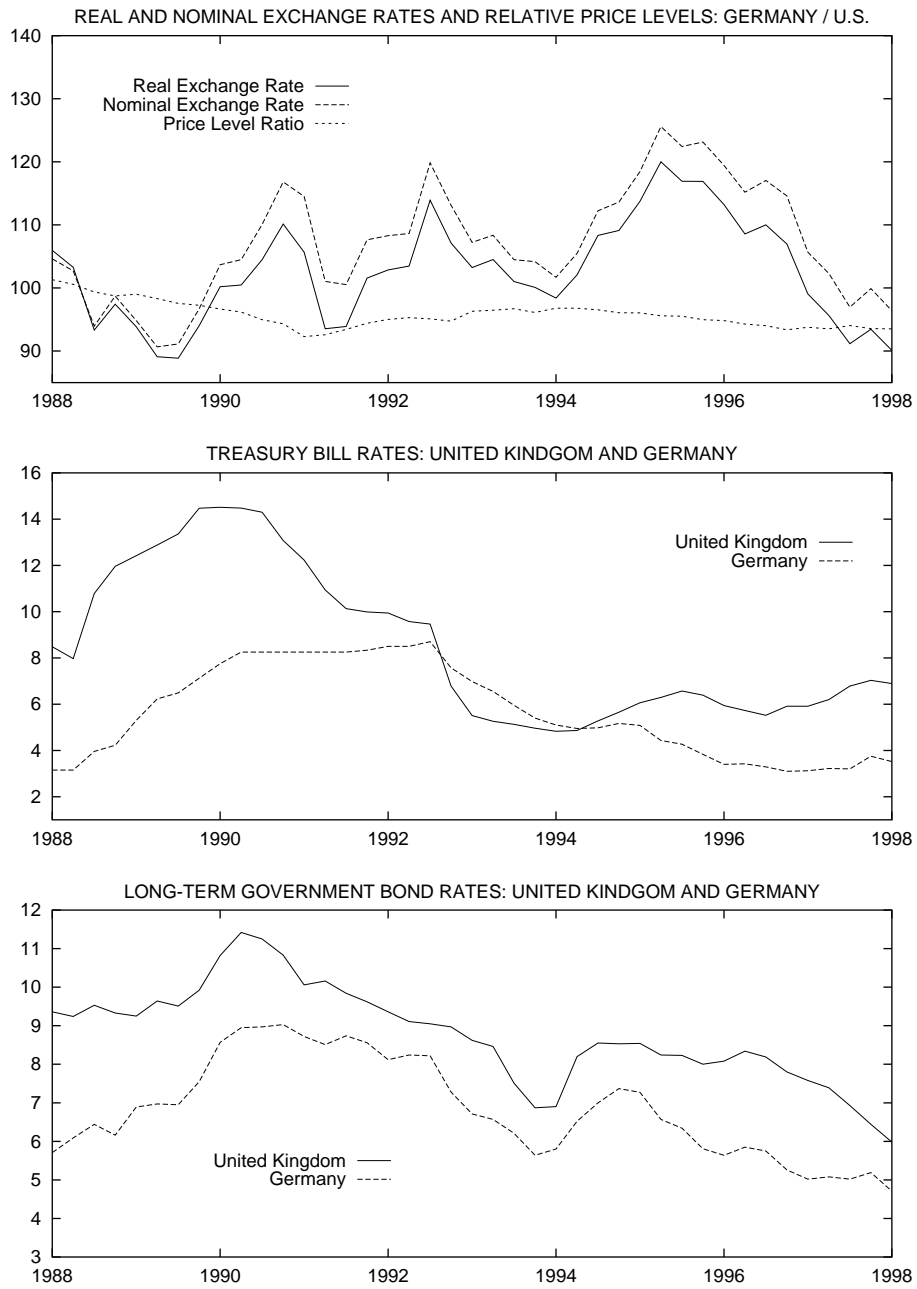 REAL AND NOMINAL EXCHANGE RATES AND RELATIVE PRICE LEVELS: GERMANY / U.S.
140
130
120
110
100
90
Real Exchange Rate
Nominal Exchange Rate
Price Level Ratio
1988 1990 1992 1994 1996 1998
TREASURY BILL RATES: UNITED KINDGOM AND GERMANY
16
14
12
10
8
6
4
2
United Kingdom
Germany
1988 1990 1992 1994 1996 1998
LONG-TERM GOVERNMENT BOND RATES: UNITED KINDGOM AND GERMANY
12
11
10
9
8
7
6
5
4
3
United Kingdom
Germany
1988 1990 1992 1994 1996 1998